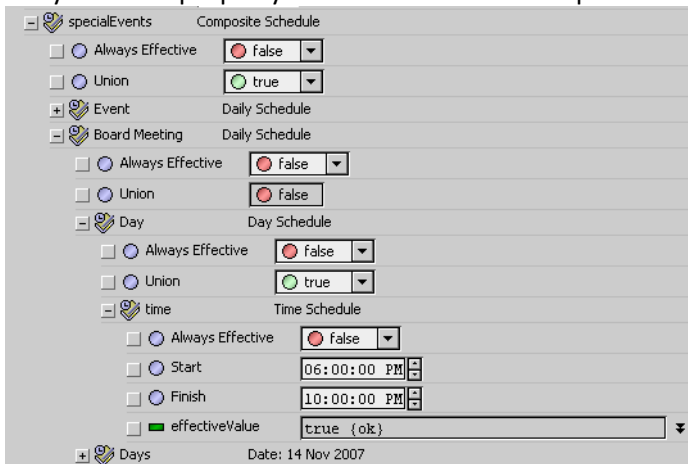 specialEvents Composite Schedule
Always Effective false
Union true
Event Daily Schedule
Board Meeting Daily Schedule
Always Effective false
Union false
Day Day Schedule
Always Effective false
Union true
time Time Schedule
Always Effective false
Start 06:00:00 PM
Finish 10:00:00 PM
effectiveValue true {ok}
Days Date: 14 Nov 2007